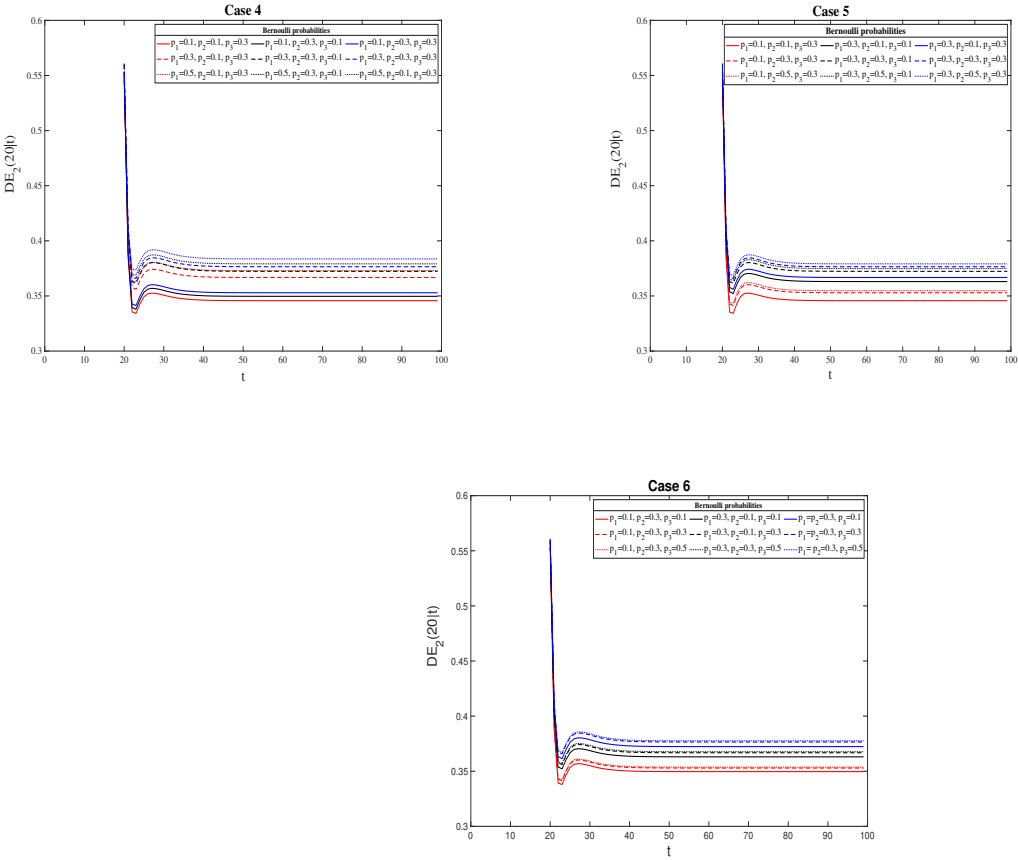 Case 4
Bernoulli probabilities
p1=0.1, p2=0.1, p3=0.3 p1=0.1, p2=0.3, p3=0.1 p1=0.1, p2=0.3, p3=0.3
p1=0.3, p2=0.1, p3=0.3 p1=0.3, p2=0.3, p3=0.1 p1=0.3, p2=0.3, p3=0.3
p1=0.5, p2=0.1, p3=0.3 p1=0.5, p2=0.3, p3=0.1 p1=0.5, p2=0.1, p3=0.3
0.6
0.55
0.5
0.45
0.4
0.35
0.3
DE2(20|t)
0 10 20 30 40 50 60 70 80 90 100
t
Case 5
Bernoulli probabilities
p1=0.1, p2=0.1, p3=0.3 p1=0.3, p2=0.1, p3=0.1 p1=0.3, p2=0.1, p3=0.3
p1=0.1, p2=0.3, p3=0.3 p1=0.3, p2=0.3, p3=0.1 p1=0.3, p2=0.3, p3=0.3
p1=0.1, p2=0.5, p3=0.3 p1=0.3, p2=0.5, p3=0.1 p1=0.3, p2=0.5, p3=0.3
0.6
0.55
0.5
0.45
0.4
0.35
0.3
DE2(20|t)
0 10 20 30 40 50 60 70 80 90 100
t
Case 6
Bernoulli probabilities
p1=0.1, p2=0.3, p3=0.1 p1=0.3, p2=0.1, p3=0.1 p1=p2=0.3, p3=0.1
p1=0.1, p2=0.3, p3=0.3 p1=0.3, p2=0.1, p3=0.3 p1=p2=0.3, p3=0.3
p1=0.1, p2=0.3, p3=0.5 p1=0.3, p2=0.3, p3=0.5 p1= p2=0.3, p3=0.5
0.6
0.55
0.5
0.45
0.4
0.35
0.3
DE2(20|t)
0 10 20 30 40 50 60 70 80 90 100
t